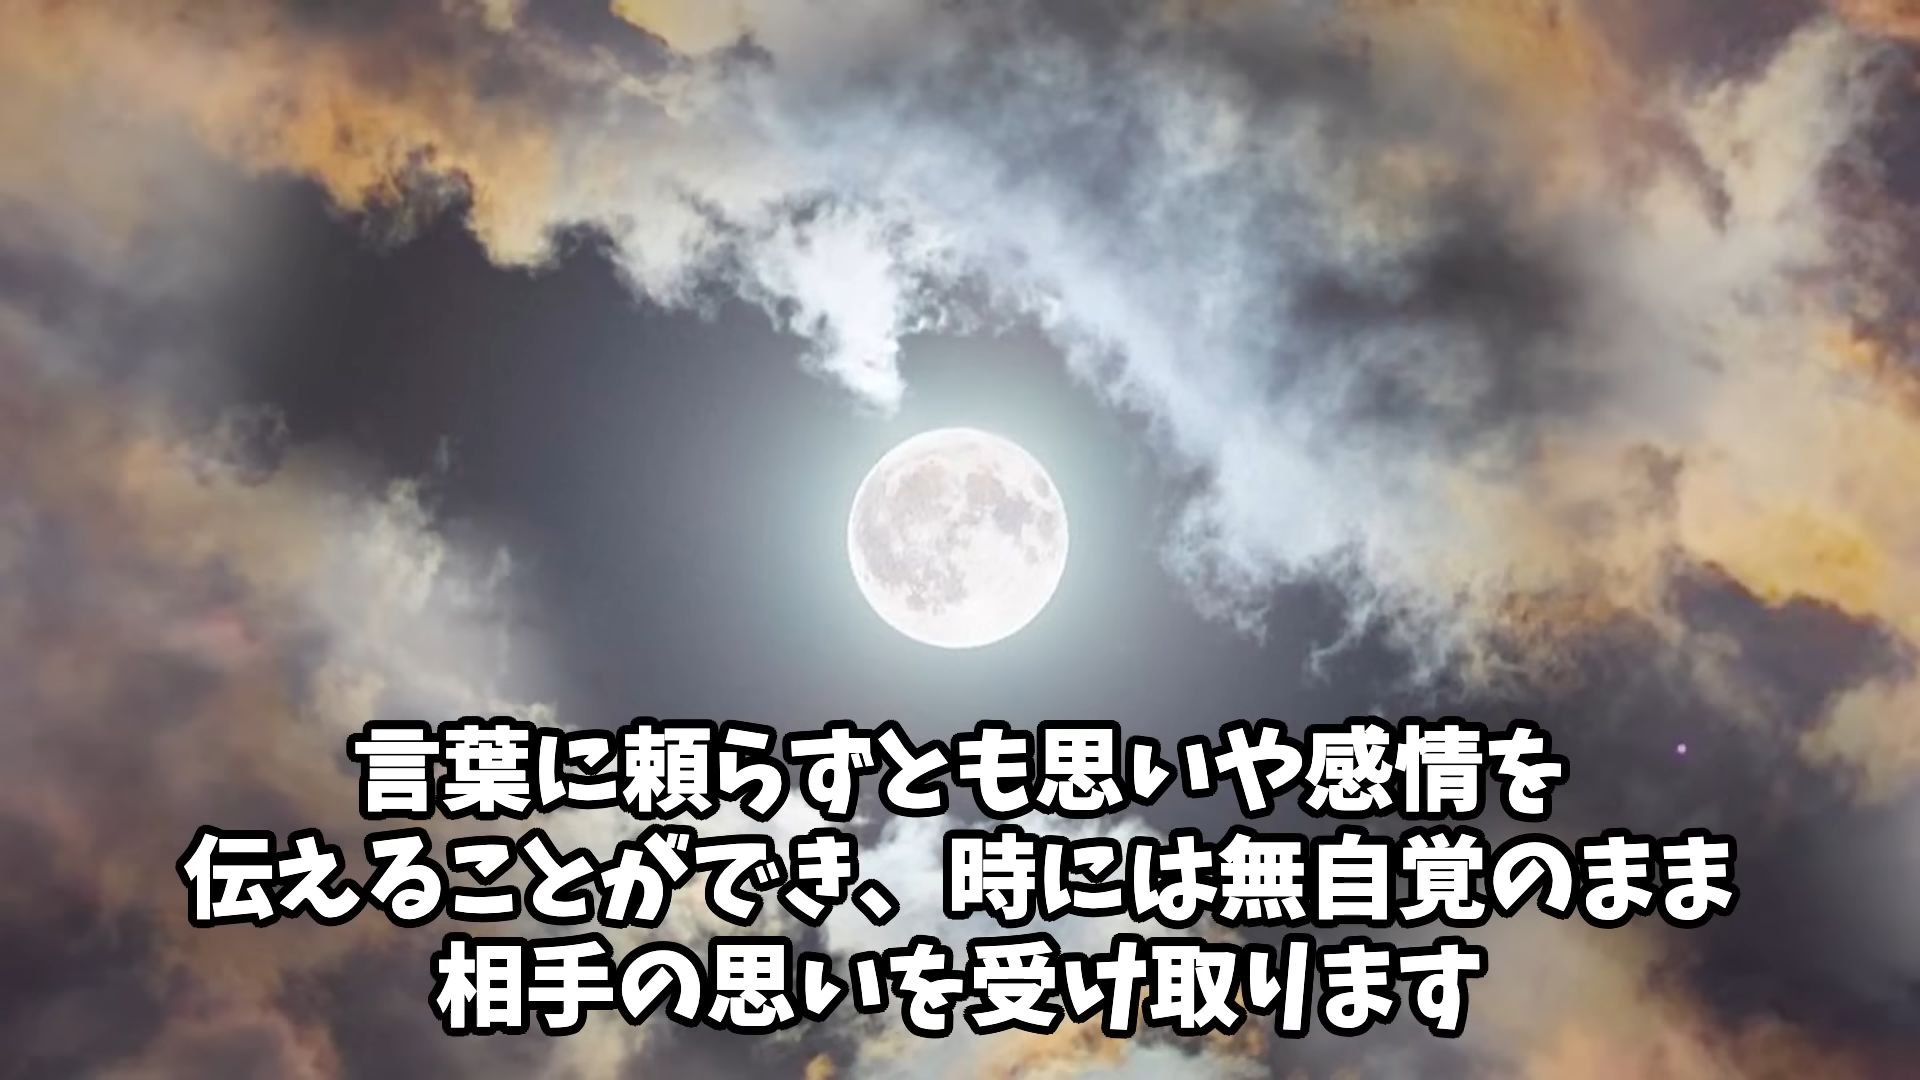 言葉に頼らずとも思いや感情を
伝えることができ、時には無自覚のまま
相手の思いを受け取ります